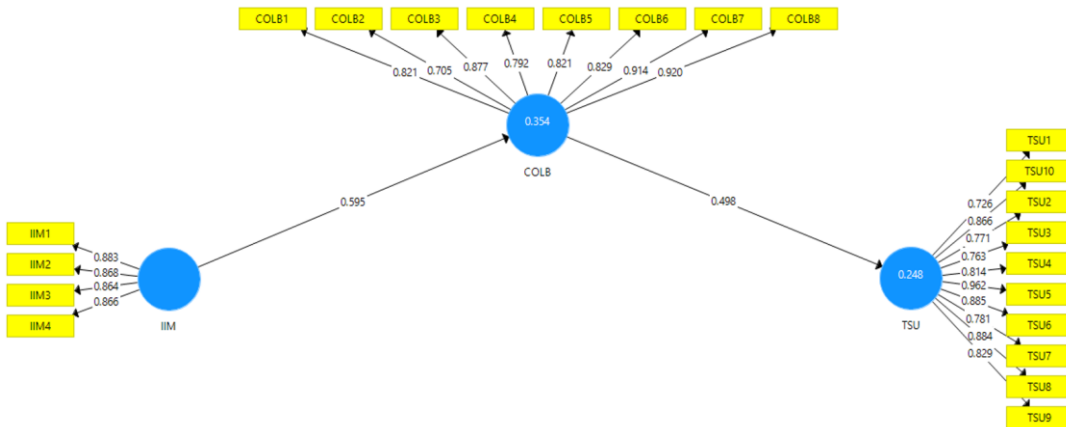 COLB1 COLB2 COLB3 COLB4 COLB5 COLB6 COLB7 COLB8
0.821 0.705 0.877 0.792 0.821 0.829 0.914 0.920
0.354
COLB
0.595
0.498
IIM1
IIM2
IIM3
IIM4
0.883
0.868
0.864
0.866
IIM
0.248
TSU
0.726
0.866
0.771
0.763
0.814
0.962
0.885
0.781
0.884
0.829
TSU1
TSU10
TSU2
TSU3
TSU4
TSU5
TSU6
TSU7
TSU8
TSU9